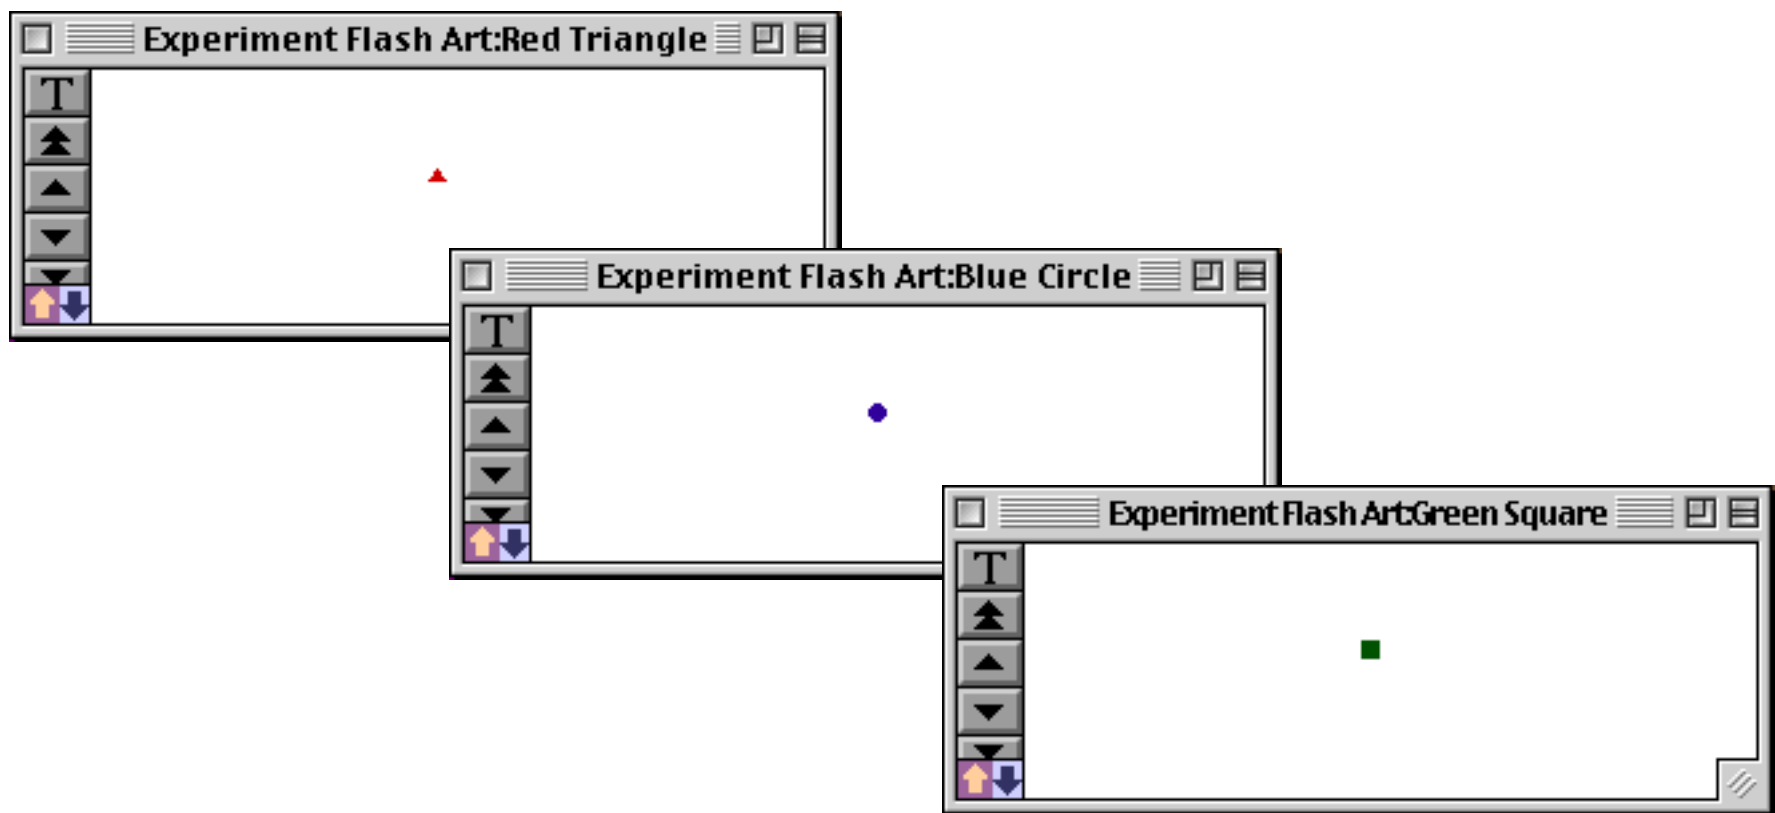 Experiment Flash Art:Red Triangle
T
Experiment Flash Art:Blue Circle
T
Experiment Flash Art:Green Square
T